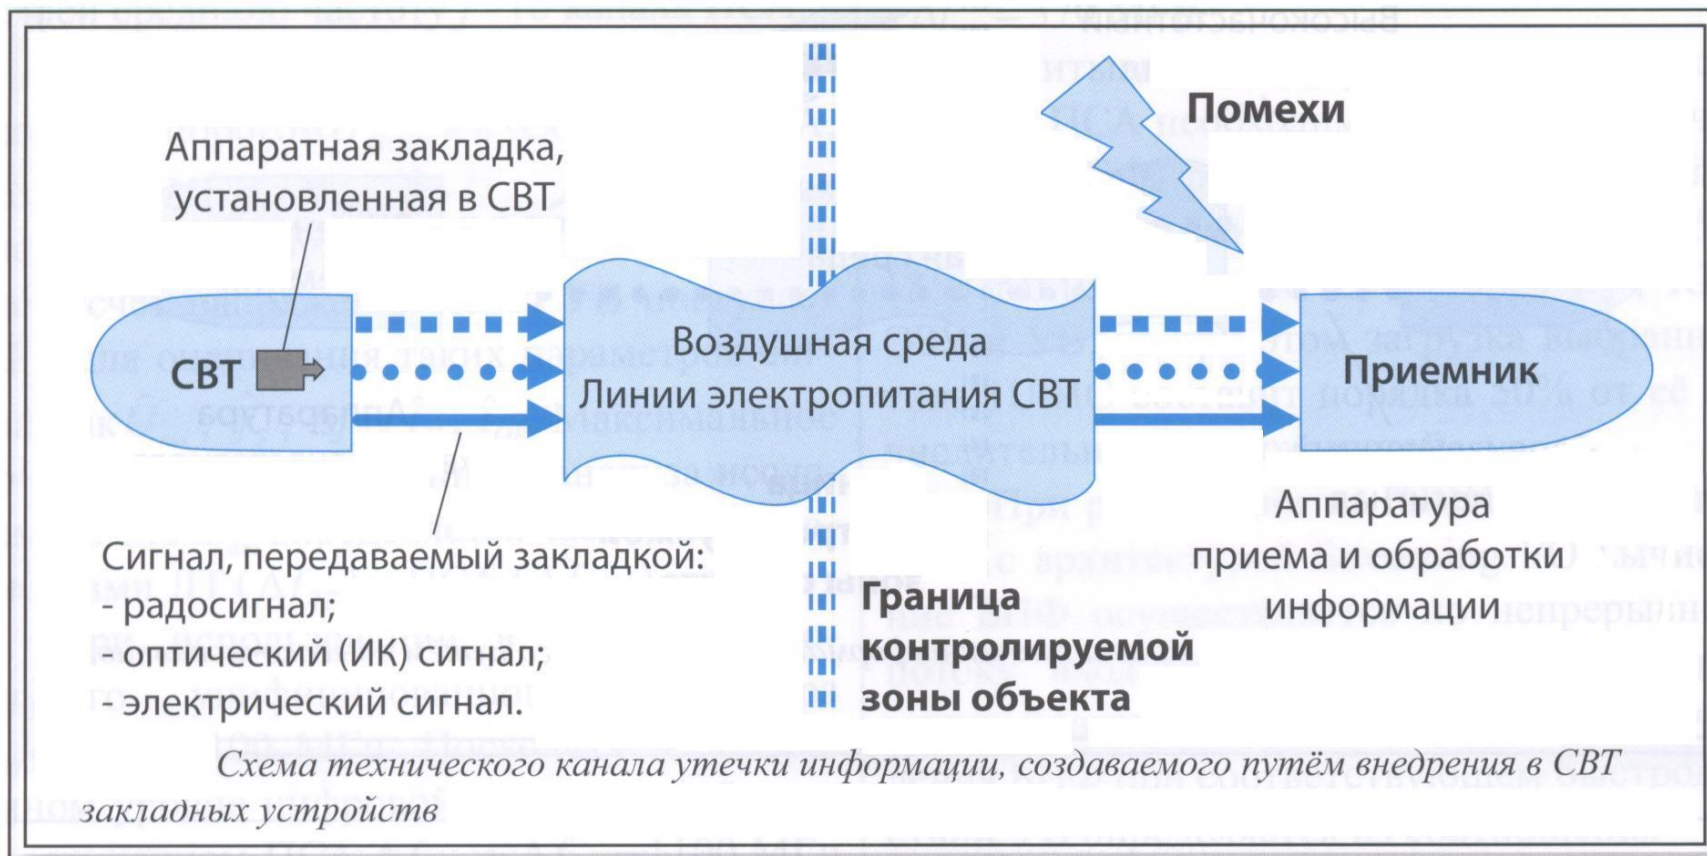 Помехи
Аппаратная закладка,
установленная в СВТ
СВТ
Воздушная среда
Линии электропитания СВТ
Приемник
Сигнал, передаваемый закладкой:
- радосигнал;
- оптический (ИК) сигнал;
- электрический сигнал.
Граница
контролируемой
зоны объекта
Аппаратура
приема и обработки
информации
Схема технического канала утечки информации, создаваемого путём внедрения в СВТ
закладных устройств